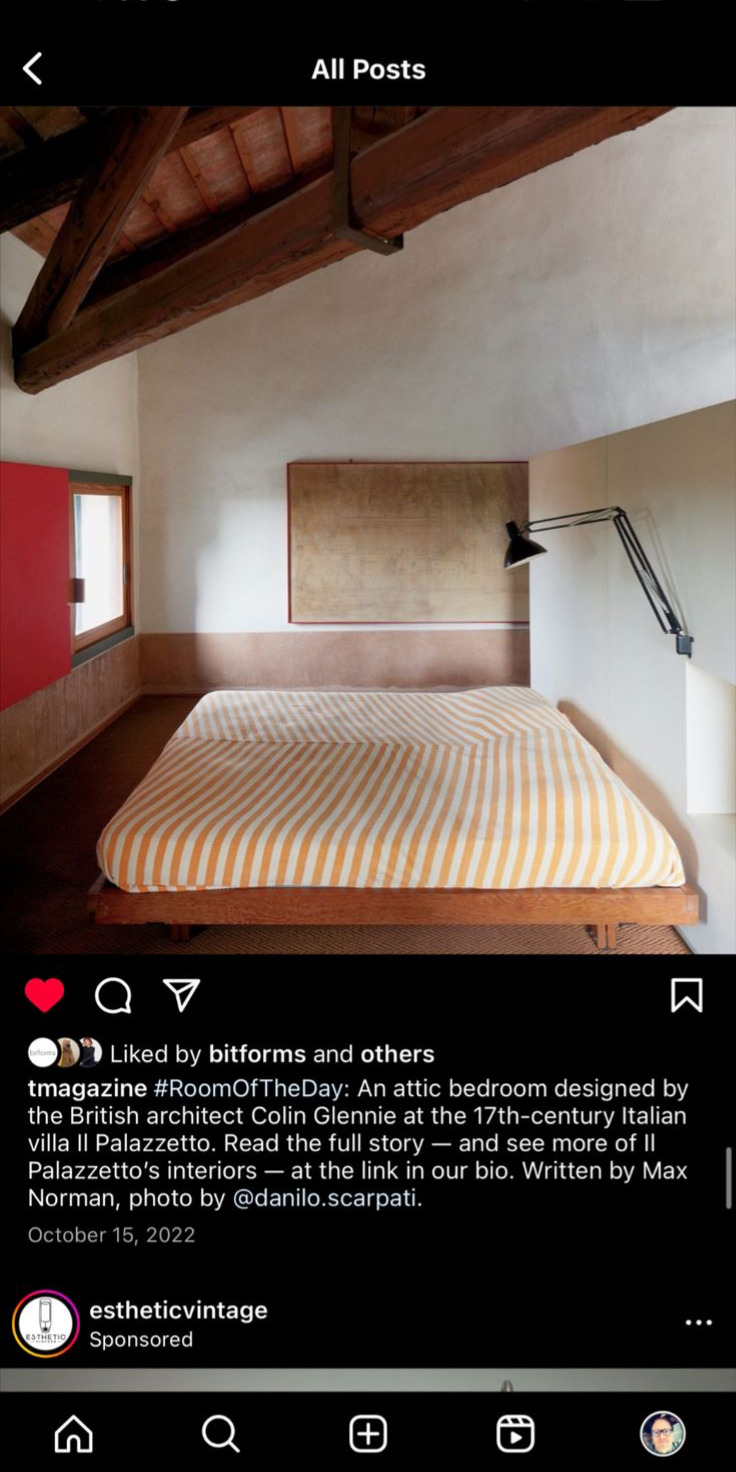 All Posts
bitforms
Liked by bitforms and others
tmagazine #RoomOfTheDay: An attic bedroom designed by
the British architect Colin Glennie at the 17th-century Italian
villa Il Palazzetto. Read the full story — and see more of Il
Palazzetto’s interiors — at the link in our bio. Written by Max
Norman, photo by @danilo.scarpati.
October 15, 2022
ESTHETIC
estheticvintage
Sponsored